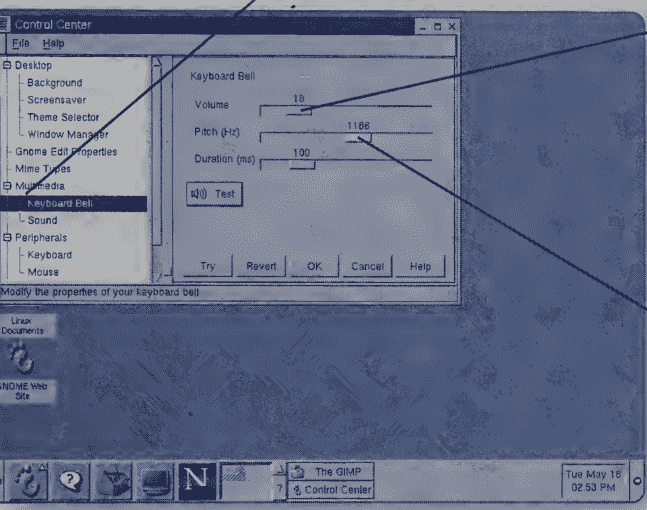 Control Center
File Help
Desktop
Background
Screensaver
Theme Selector
Window Manager
Gnome Edit Properties
Mime Types
Multimedia
Keyboard Bell
Sound
Peripherals
Keyboard
Mouse
Keyboard Bell
Volume
18
Pitch (Hz)
1166
Duration (ms)
100
Test
Try Revert OK Cancel Help
Modify the properties of your keyboard bell
Linux
Documents
GNOME Web
Site
?
N
?
The GIMP
Control Center
Tue May 18
02:53 PM